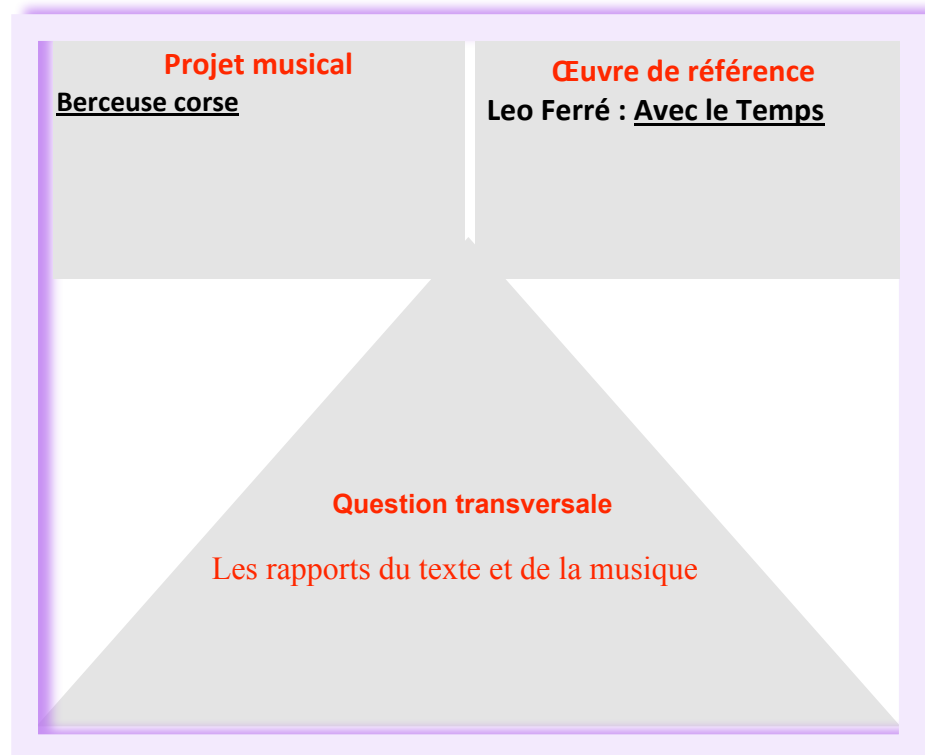 Projet musical
Berceuse corse
Œuvre de référence
Leo Ferré : Avec le Temps
Question transversale
Les rapports du texte et de la musique